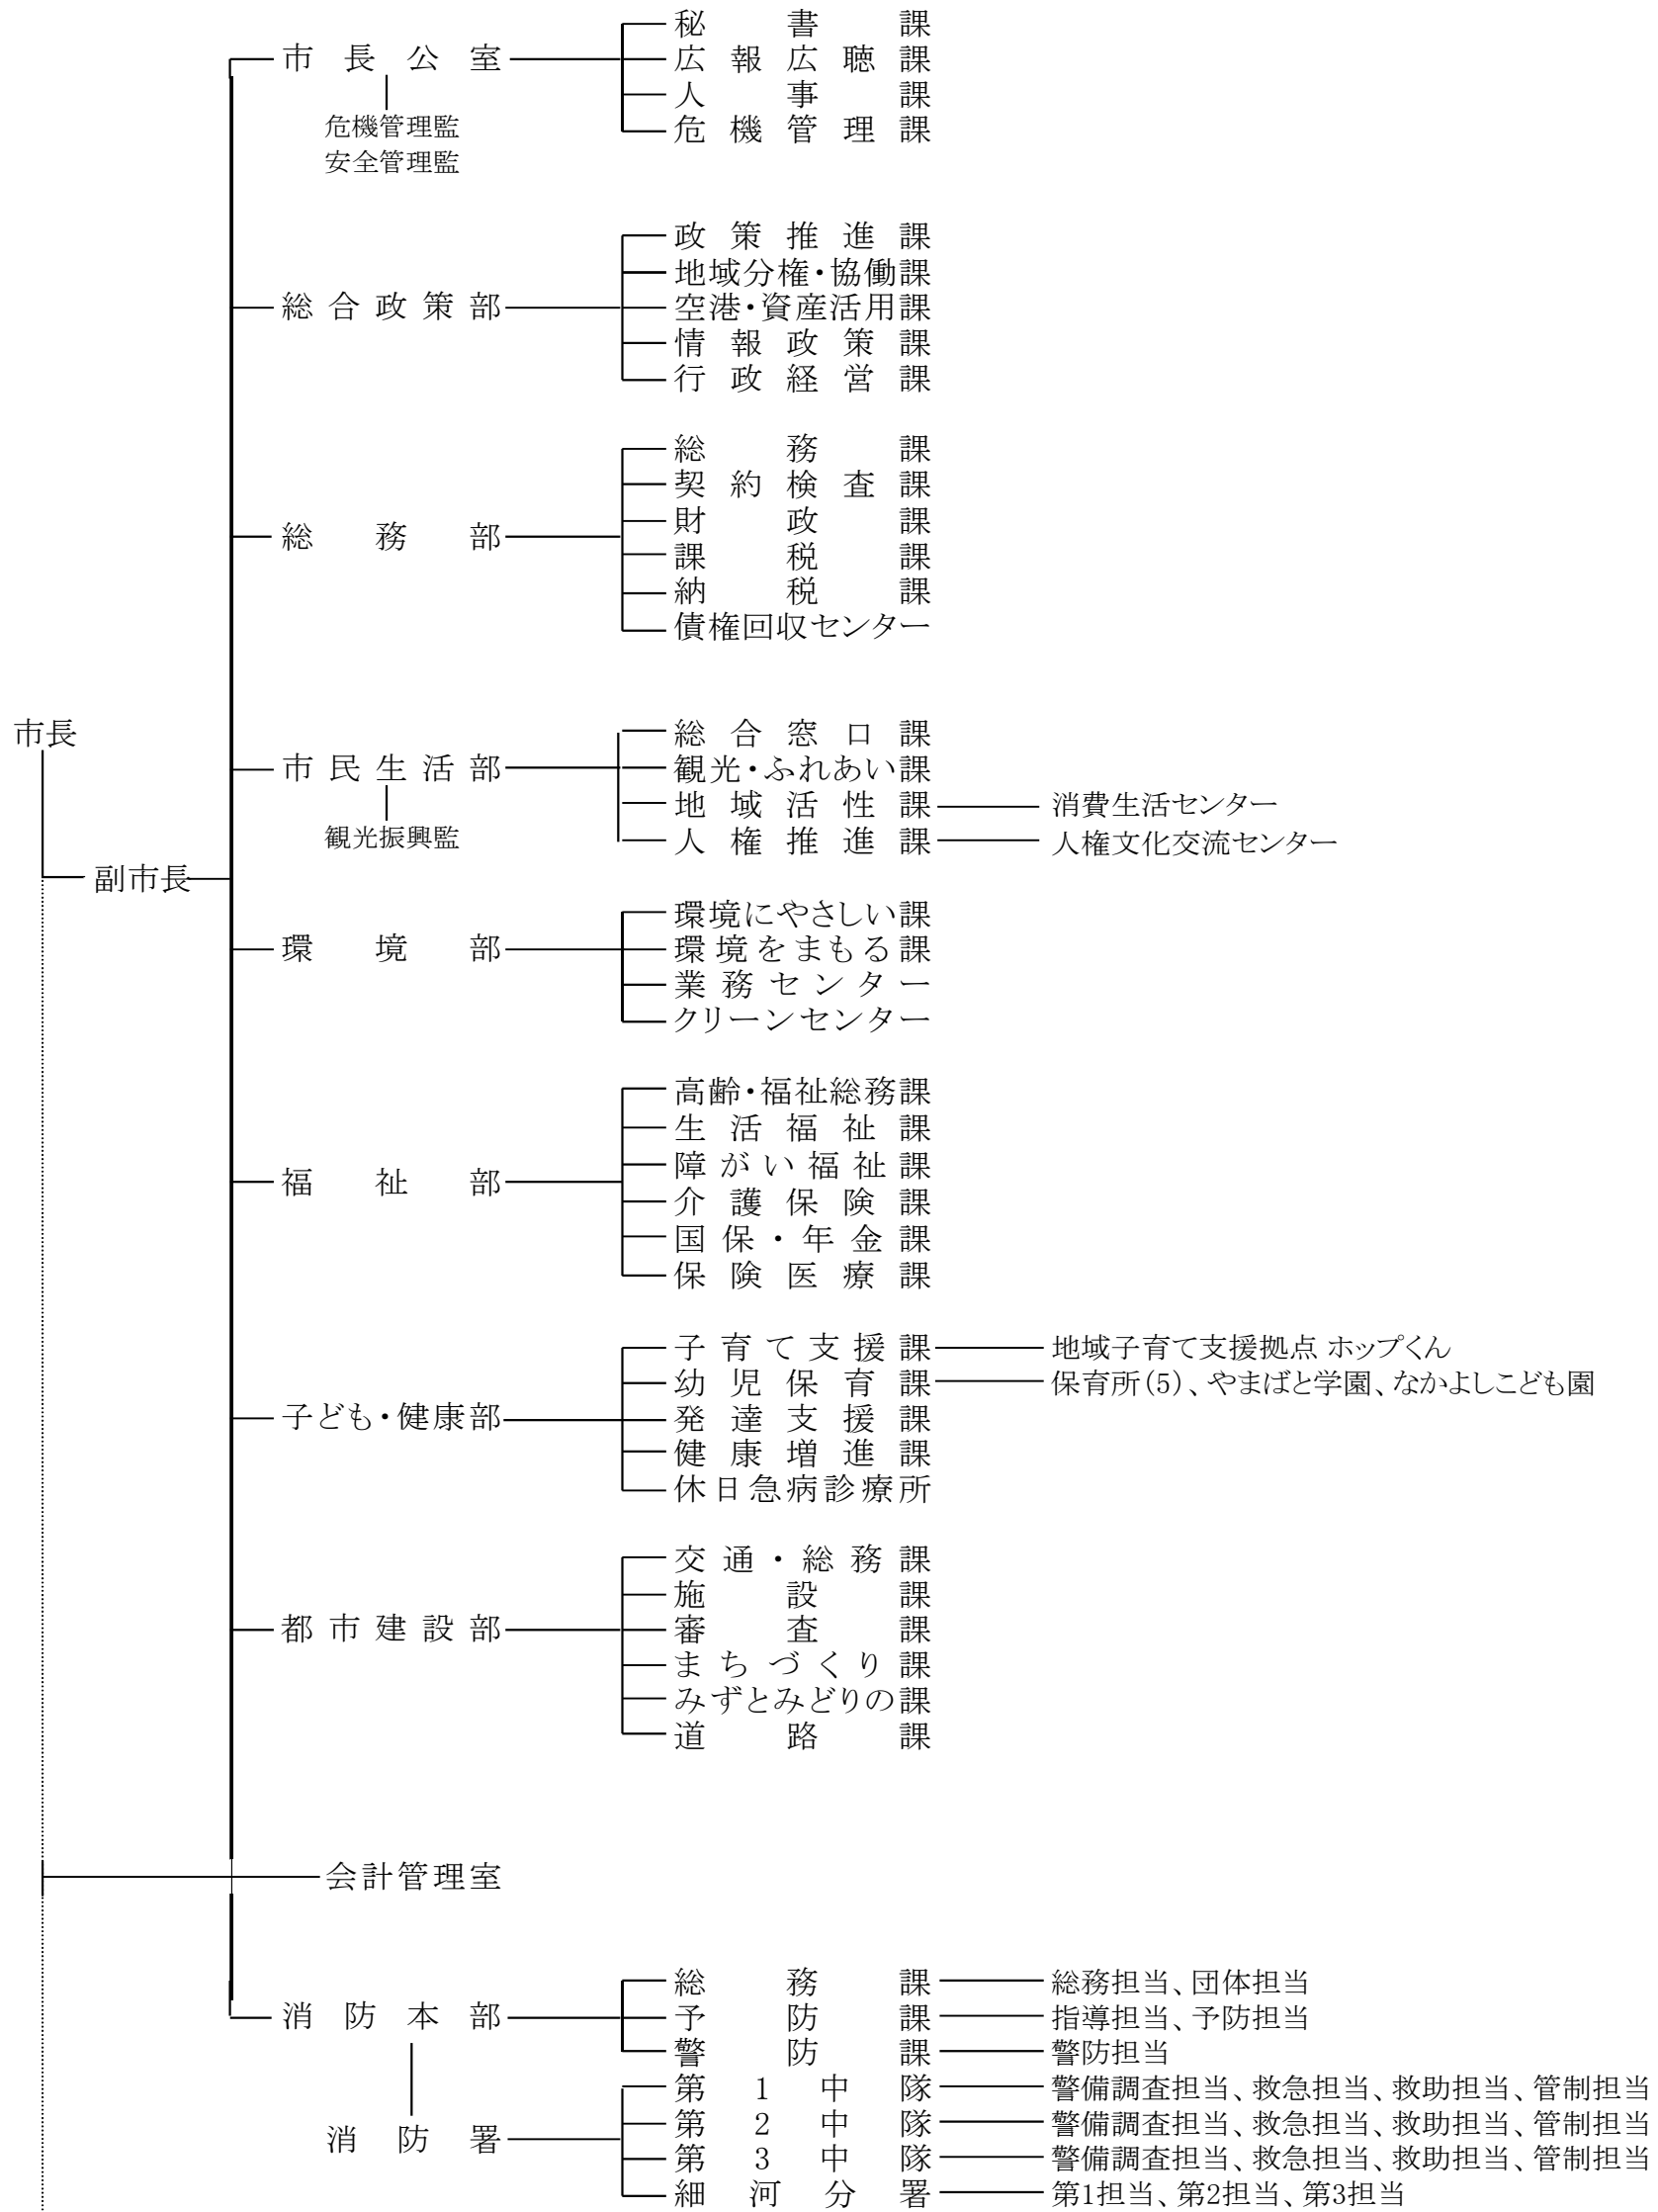 市長
副市長
市長公室
危機管理監
安全管理監
秘書課
広報広聴課
人事課
危機管理課
総合政策部
政策推進課
地域分権・協働課
空港・資産活用課
情報政策課
行政経営課
総務部
総務課
契約検査課
財政課
課税課
納税課
債権回収センター
市民生活部
観光振興監
総合窓口課
観光・ふれあい課
地域活性課 消費生活センター
人権推進課 人権文化交流センター
環境部
環境にやさしい課
環境をまもる課
業務センター
クリーンセンター
福祉部
高齢・福祉総務課
生活福祉課
障がい福祉課
介護保険課
国保・年金課
保険医療課
子ども・健康部
子育て支援課 地域子育て支援拠点 ホップくん
幼児保育課 保育所(5)、やまばと学園、なかよしこども園
発達支援課
健康増進課
休日急病診療所
都市建設部
交通・総務課
施設課
審査課
まちづくり課
みずとみどりの課
道路課
会計管理室
消防本部
総務課 総務担当、団体担当
予防課 指導担当、予防担当
警防課 警防担当
消防署
第1中隊 警備調査担当、救急担当、救助担当、管制担当
第2中隊 警備調査担当、救急担当、救助担当、管制担当
第3中隊 警備調査担当、救急担当、救助担当、管制担当
細河分署 第1担当、第2担当、第3担当